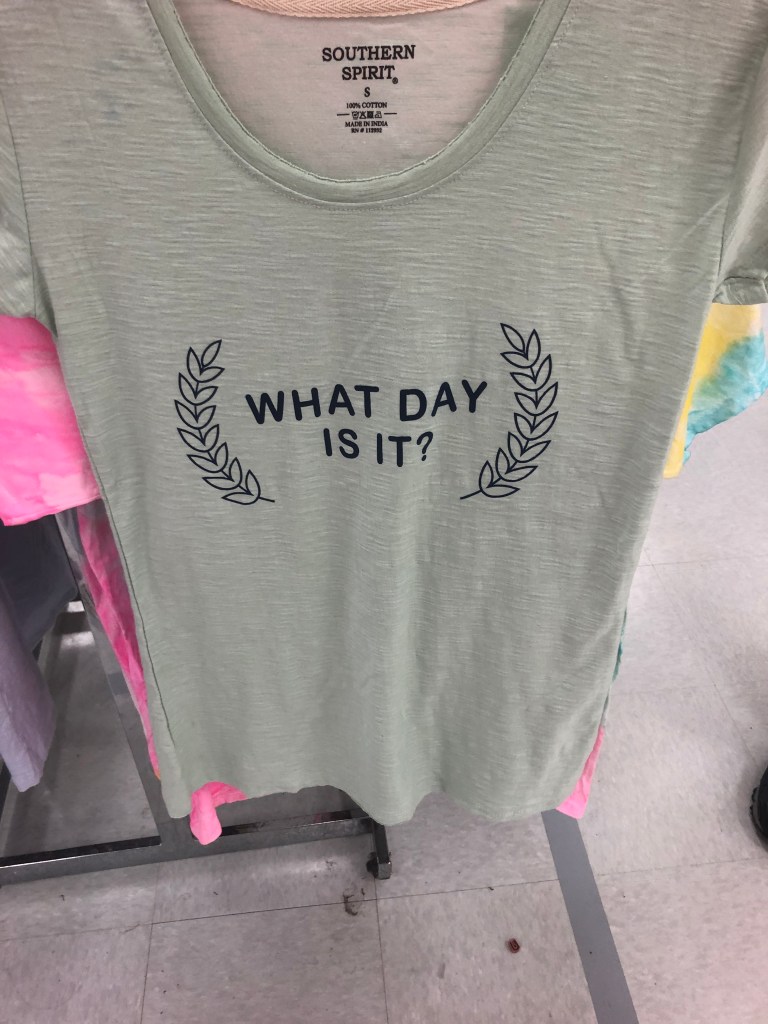 SOUTHERN
SPIRIT®
S
100% COTTON
MADE IN INDIA
WHAT DAY
IS IT?